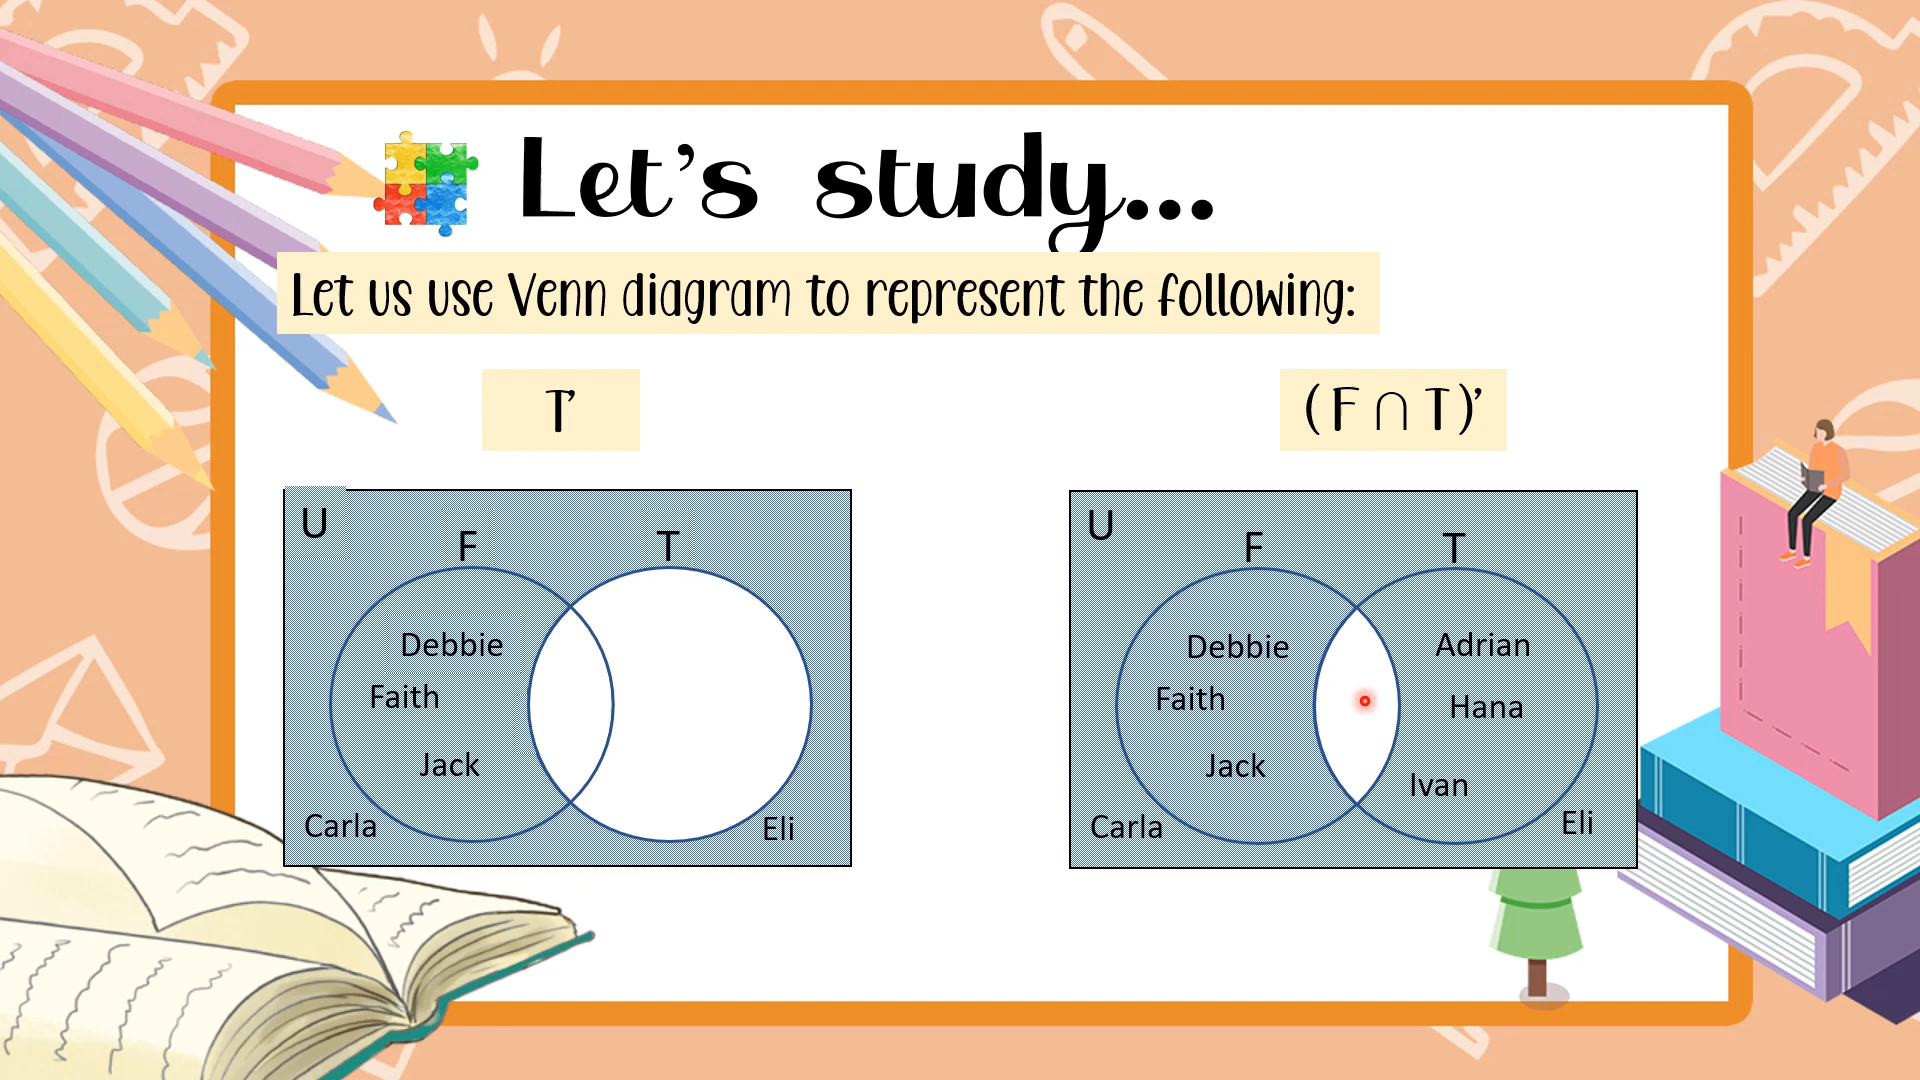 Let's study...
Let us use Venn diagram to represent the following:
T'
U
F
T
Debbie
Faith
Jack
Carla
Eli
(F ∩ T)'
U
F
T
Debbie
Adrian
Faith
Hana
Jack
Ivan
Carla
Eli